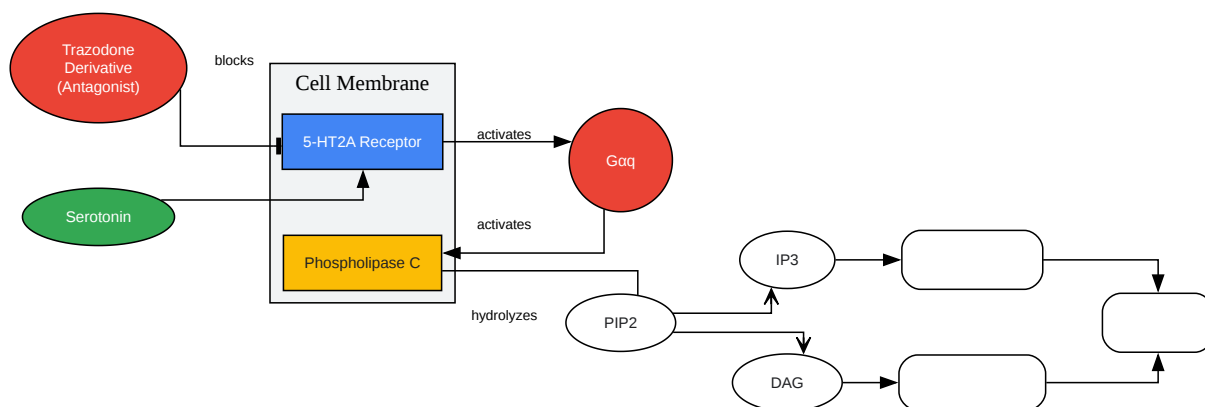 Trazodone
Derivative
(Antagonist)
blocks
Cell Membrane
5-HT2A Receptor
activates
Gαq
Serotonin
activates
Phospholipase C
IP3
hydrolyzes
PIP2
DAG